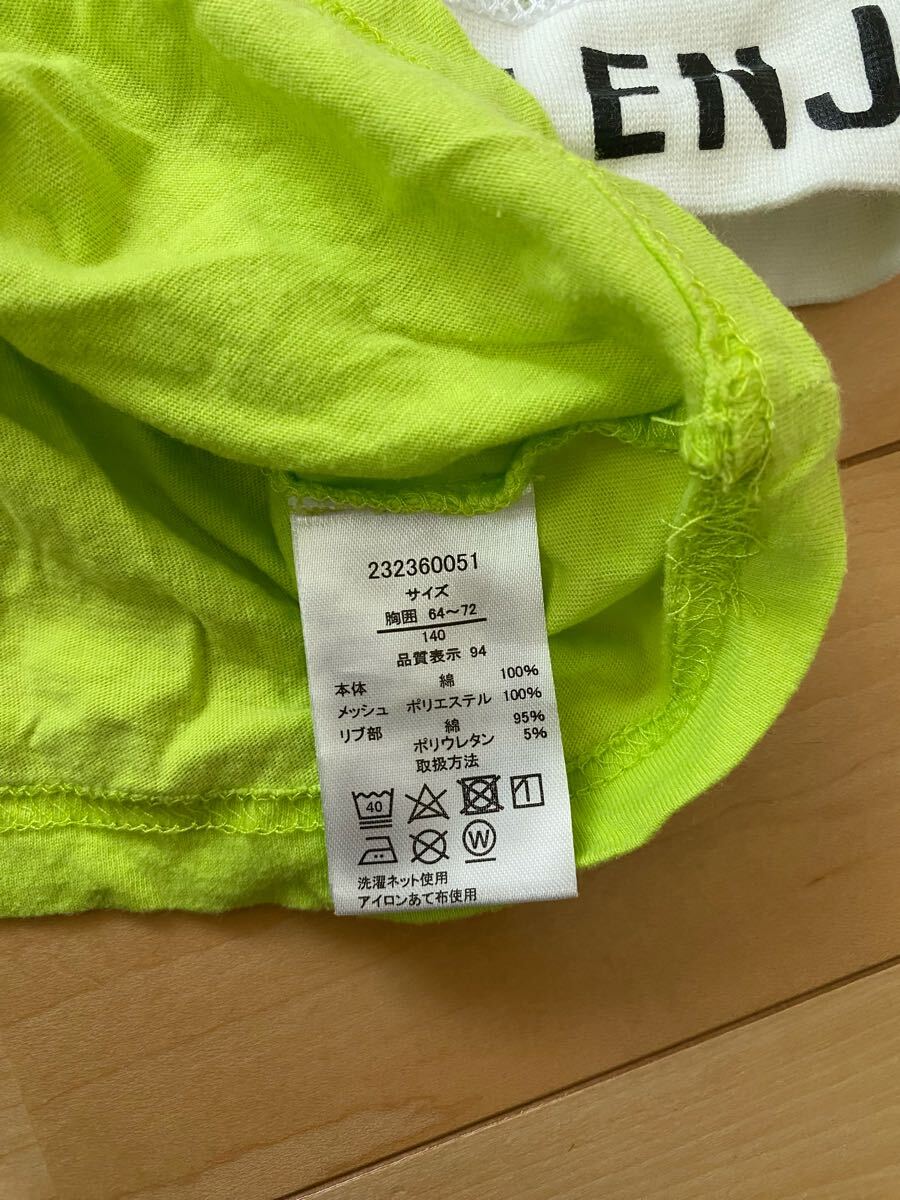 ENJ
232360051
サイズ
胸囲 64～72
140
品質表示 94
本体 綿 100%
メッシュ ポリエステル 100%
リブ部 綿 95%
ポリウレタン 5%
取扱方法
40
W
洗濯ネット使用
アイロンあて布使用